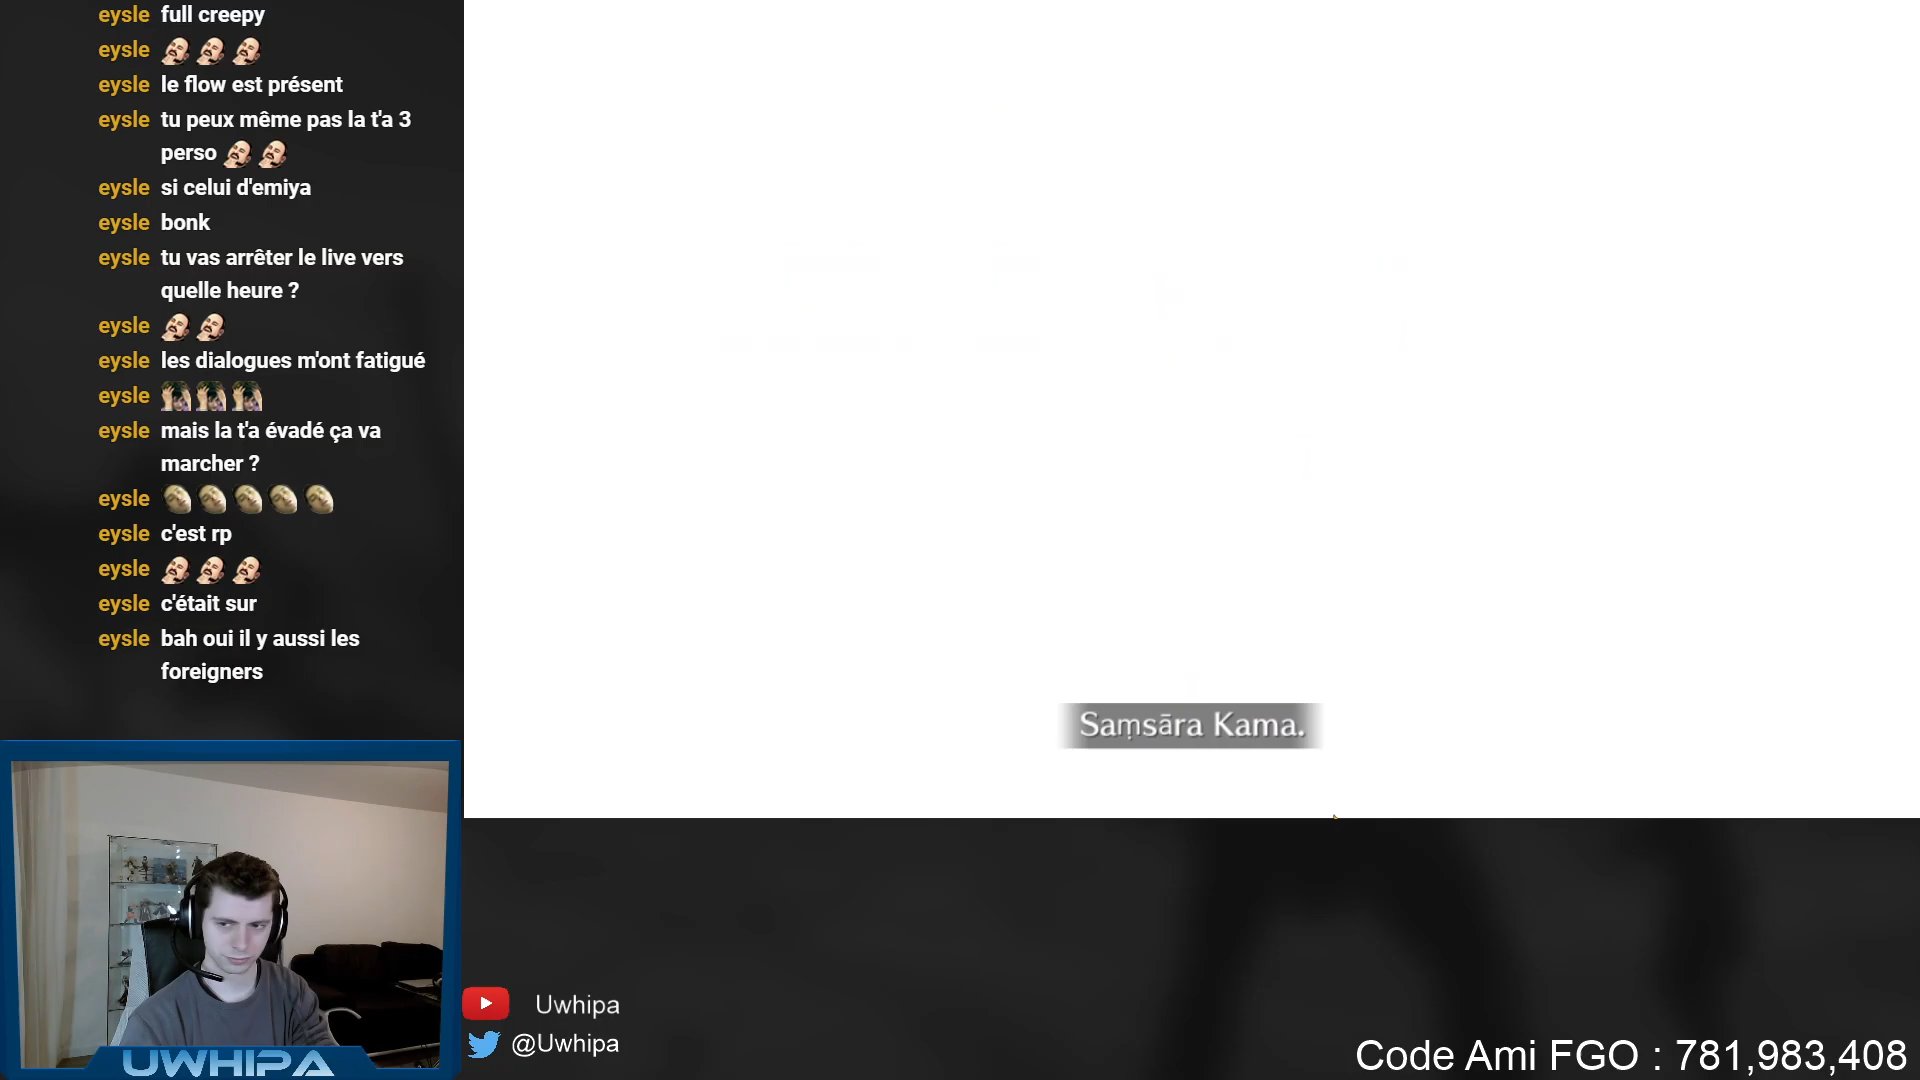 eysle full creepy
eysle
eysle le flow est présent
eysle tu peux même pas la t'a 3
perso
eysle si celui d'emiya
eysle bonk
eysle tu vas arrêter le live vers
quelle heure ?
eysle
eysle les dialogues m'ont fatigué
eysle
eysle mais la t'a évadé ça va
marcher ?
eysle
eysle c'est rp
eysle
eysle c'était sur
eysle bah oui il y aussi les
foreigners
Saṃsāra Kama.
UWHIPA
Uwhipa
@Uwhipa
Code Ami FGO : 781,983,408